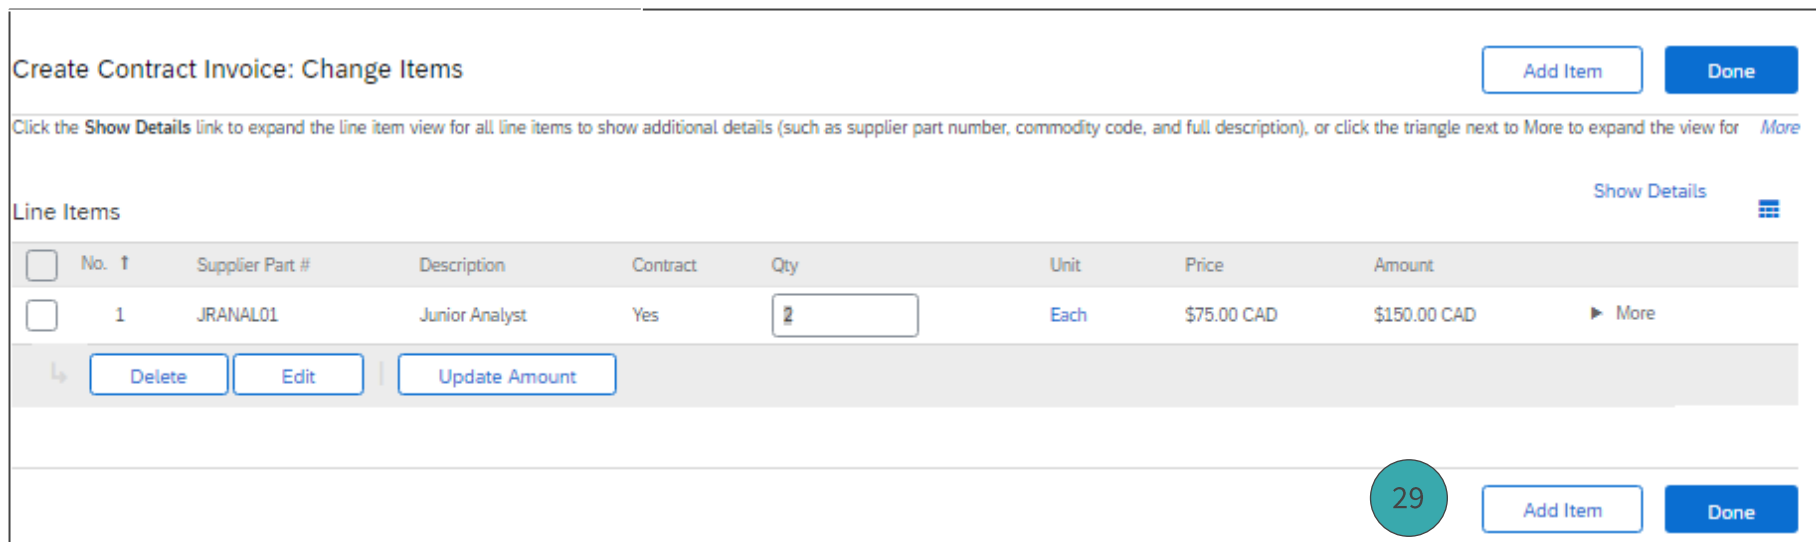 Create Contract Invoice: Change Items
Add Item
Done
Click the Show Details link to expand the line item view for all line items to show additional details (such as supplier part number, commodity code, and full description), or click the triangle next to More to expand the view for More
Show Details
Line Items
No. ↑ Supplier Part # Description Contract Qty Unit Price Amount
1 JRANAL01 Junior Analyst Yes 2 Each $75.00 CAD $150.00 CAD ► More
Delete Edit Update Amount
29 Add Item Done